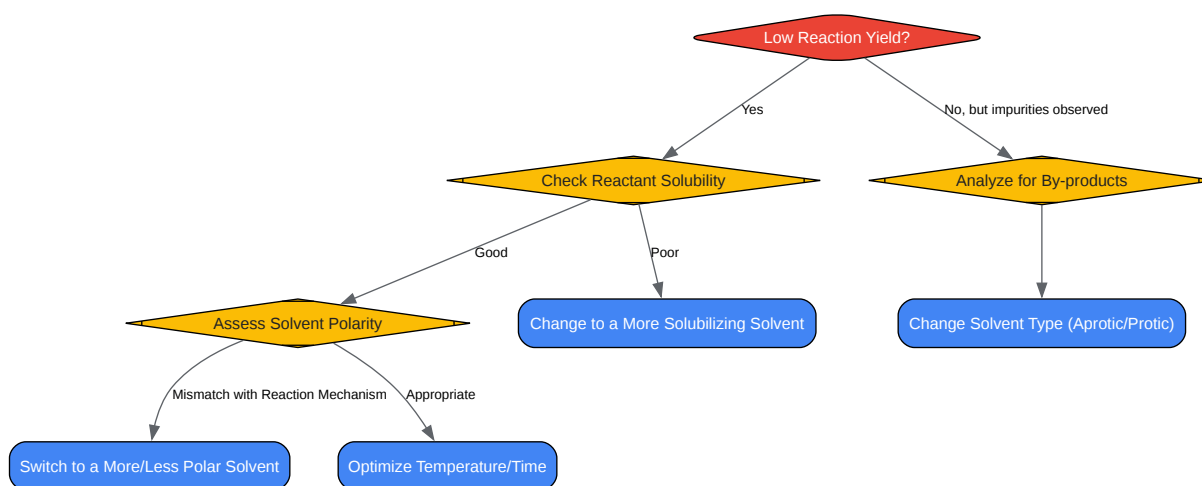 Low Reaction Yield?
Yes
No, but impurities observed
Check Reactant Solubility
Analyze for By-products
Good
Poor
Assess Solvent Polarity
Change to a More Solubilizing Solvent
Change Solvent Type (Aprotic/Protic)
Mismatch with Reaction Mechanism
Appropriate
Switch to a More/Less Polar Solvent
Optimize Temperature/Time